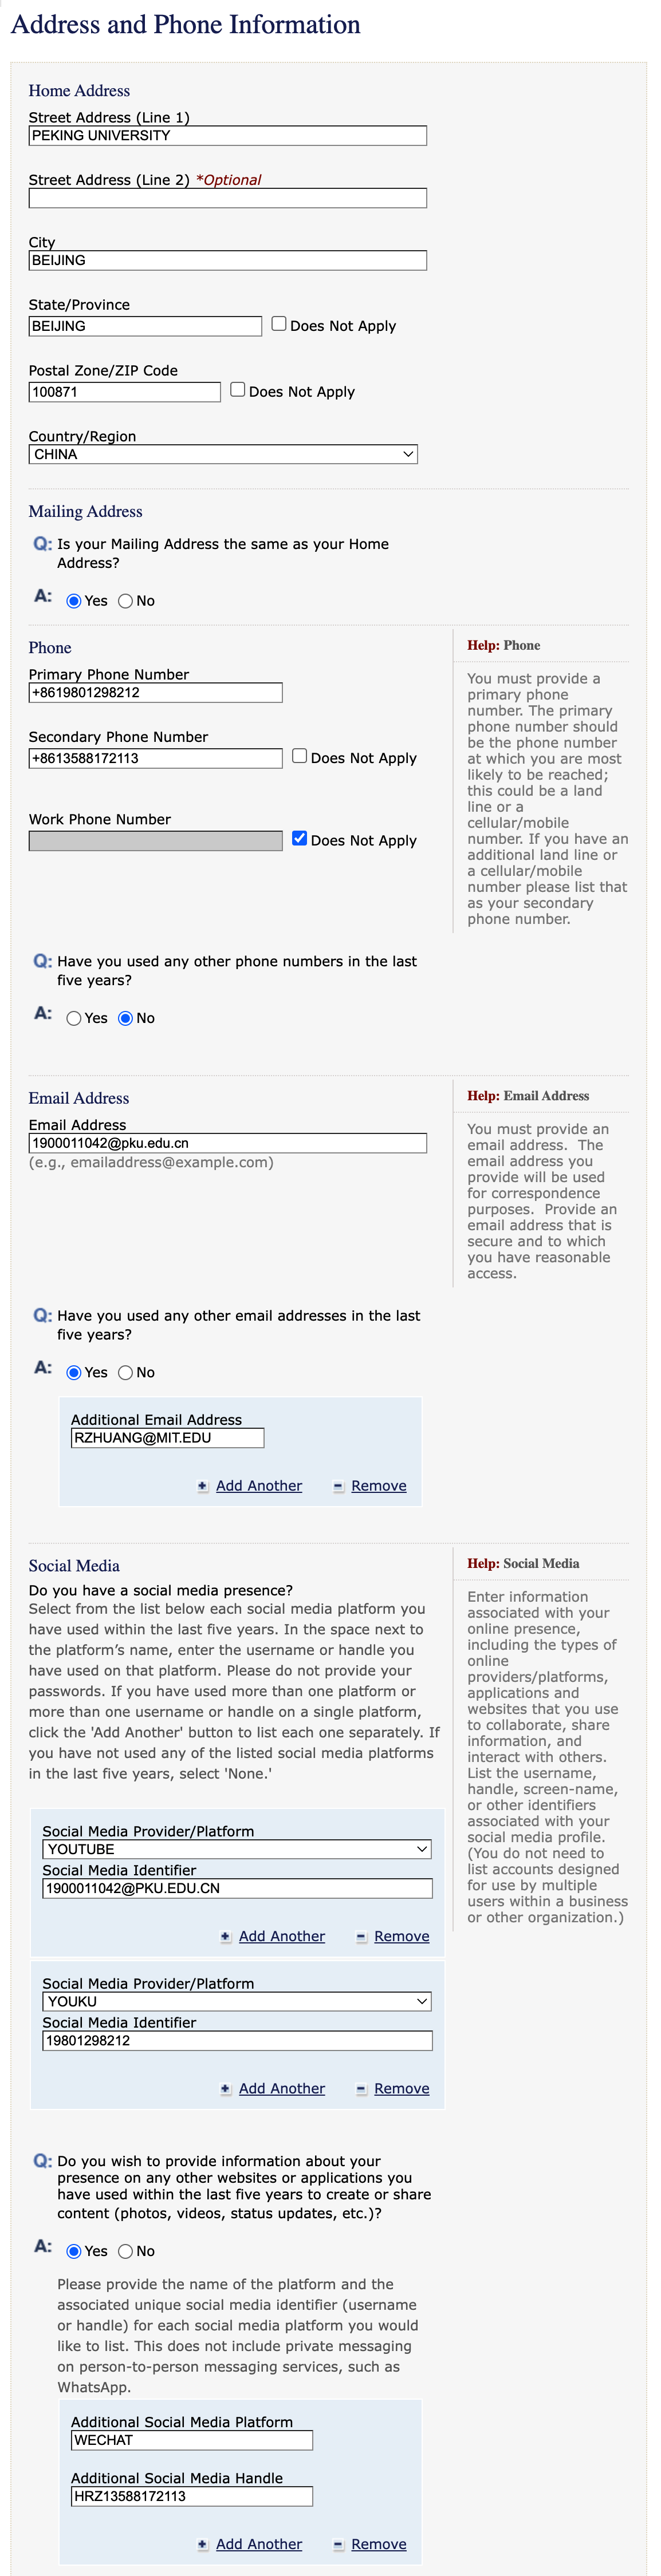 Address and Phone Information
Home Address
Street Address (Line 1)
PEKING UNIVERSITY
Street Address (Line 2) *Optional
City
BEIJING
State/Province
BEIJING
Does Not Apply
Postal Zone/ZIP Code
100871
Does Not Apply
Country/Region
CHINA
Mailing Address
Q: Is your Mailing Address the same as your Home
Address?
A: Yes No
Phone
Primary Phone Number
+8619801298212
Secondary Phone Number
+8613588172113
Does Not Apply
Work Phone Number
Does Not Apply
Help: Phone
You must provide a
primary phone
number. The primary
phone number should
be the phone number
at which you are most
likely to be reached;
this could be a land
line or a
cellular/mobile
number. If you have an
additional land line or
a cellular/mobile
number please list that
as your secondary
phone number.
Q: Have you used any other phone numbers in the last
five years?
A: Yes No
Email Address
Email Address
1900011042@pku.edu.cn
(e.g., emailaddress@example.com)
Help: Email Address
You must provide an
email address. The
email address you
provide will be used
for correspondence
purposes. Provide an
email address that is
secure and to which
you have reasonable
access.
Q: Have you used any other email addresses in the last
five years?
A: Yes No
Additional Email Address
RZHUANG@MIT.EDU
Add Another Remove
Social Media
Do you have a social media presence?
Select from the list below each social media platform you
have used within the last five years. In the space next to
the platform’s name, enter the username or handle you
have used on that platform. Please do not provide your
passwords. If you have used more than one platform or
more than one username or handle on a single platform,
click the 'Add Another' button to list each one separately. If
you have not used any of the listed social media platforms
in the last five years, select 'None.'
Help: Social Media
Enter information
associated with your
online presence,
including the types of
online
providers/platforms,
applications and
websites that you use
to collaborate, share
information, and
interact with others.
List the username,
handle, screen-name,
or other identifiers
associated with your
social media profile.
(You do not need to
list accounts designed
for use by multiple
users within a business
or other organization.)
Social Media Provider/Platform
YOUTUBE
Social Media Identifier
1900011042@PKU.EDU.CN
Add Another Remove
Social Media Provider/Platform
YOUKU
Social Media Identifier
19801298212
Add Another Remove
Q: Do you wish to provide information about your
presence on any other websites or applications you
have used within the last five years to create or share
content (photos, videos, status updates, etc.)?
A: Yes No
Please provide the name of the platform and the
associated unique social media identifier (username
or handle) for each social media platform you would
like to list. This does not include private messaging
on person-to-person messaging services, such as
WhatsApp.
Additional Social Media Platform
WECHAT
Additional Social Media Handle
HRZ13588172113
Add Another Remove